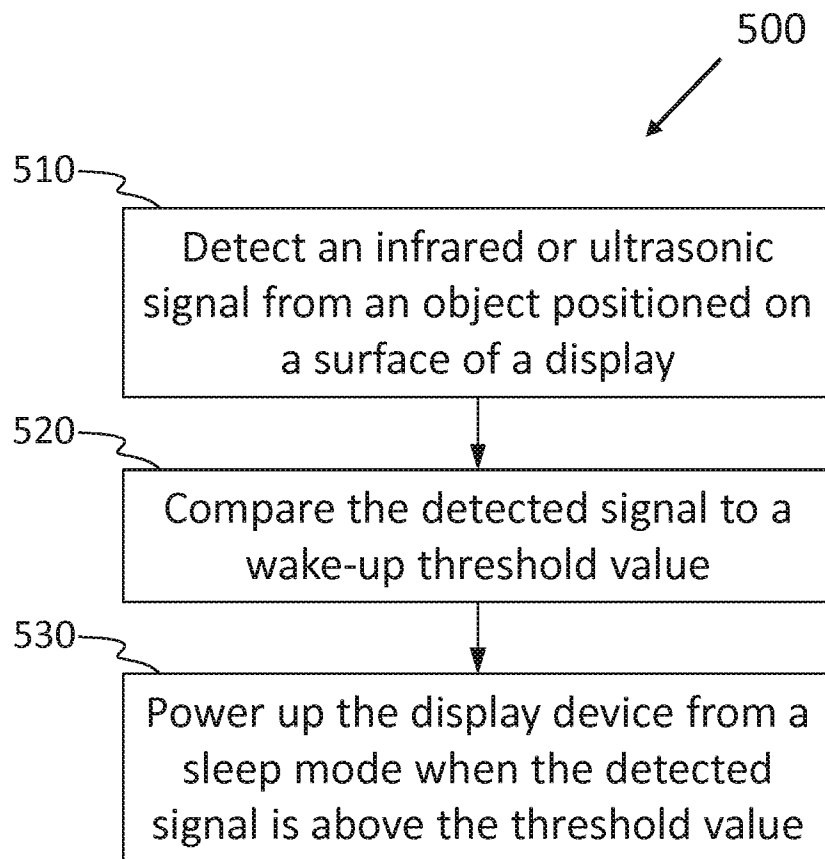 500
510
Detect an infrared or ultrasonic
signal from an object positioned on
a surface of a display
520
Compare the detected signal to a
wake-up threshold value
530
Power up the display device from a
sleep mode when the detected
signal is above the threshold value